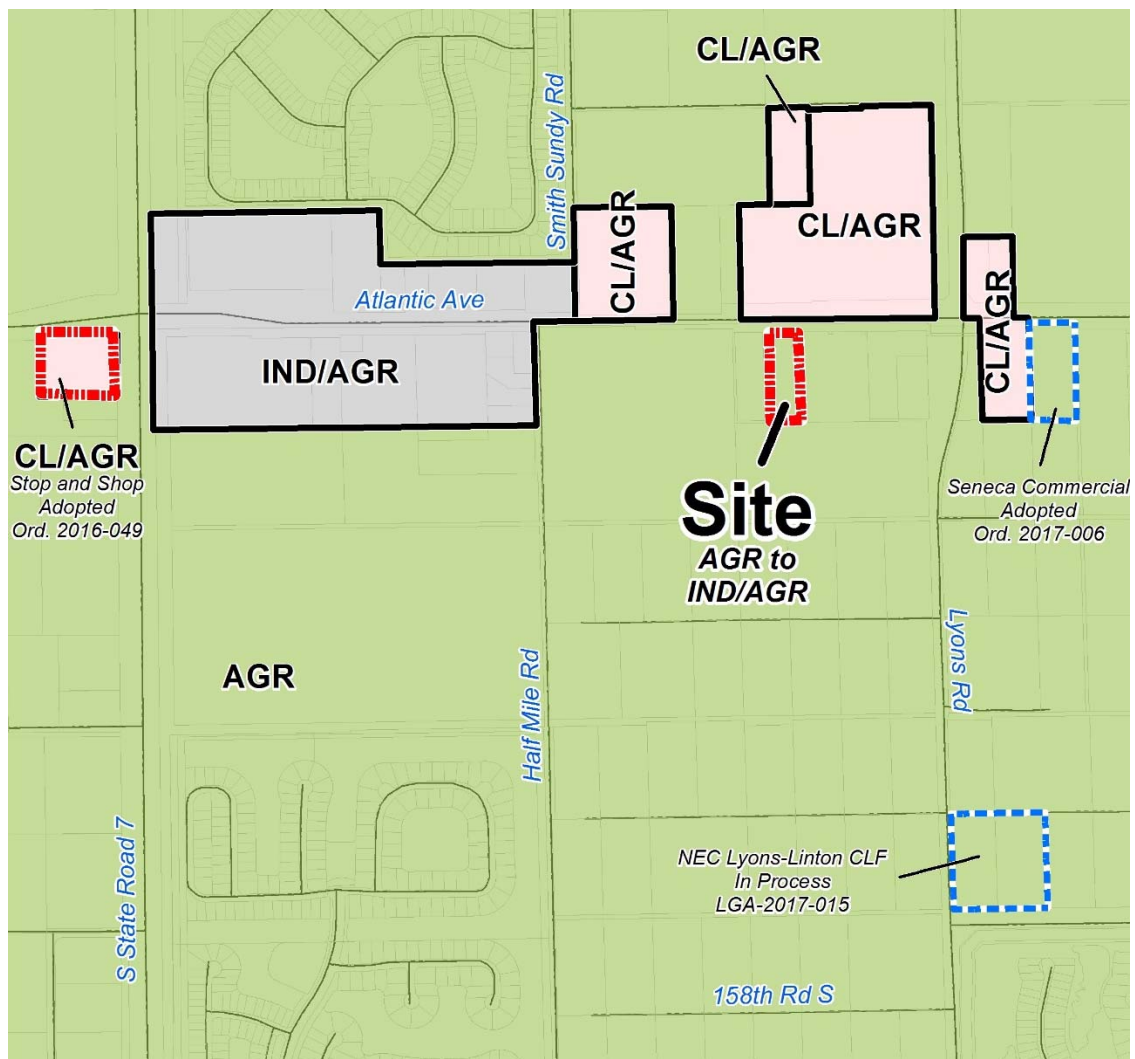 CL/AGR
Smith Sundy Rd
CL/AGR
CL/AGR
Atlantic Ave
CL/AGR
IND/AGR
CL/AGR
Stop and Shop
Adopted
Ord. 2016-049
Site
AGR to
IND/AGR
Seneca Commercial
Adopted
Ord. 2017-006
AGR
Half Mile Rd
Lyons Rd
S State Road 7
NEC Lyons-Linton CLF
In Process
LGA-2017-015
158th Rd S